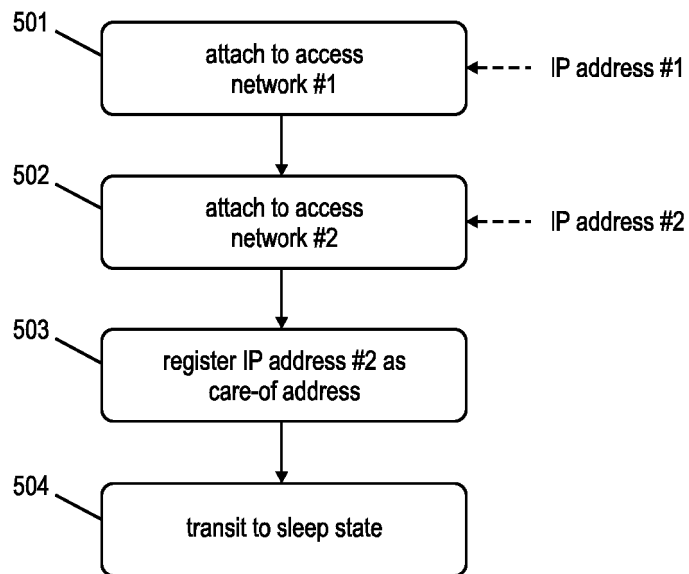 501
attach to access
network #1
IP address #1
502
attach to access
network #2
IP address #2
503
register IP address #2 as
care-of address
504
transit to sleep state